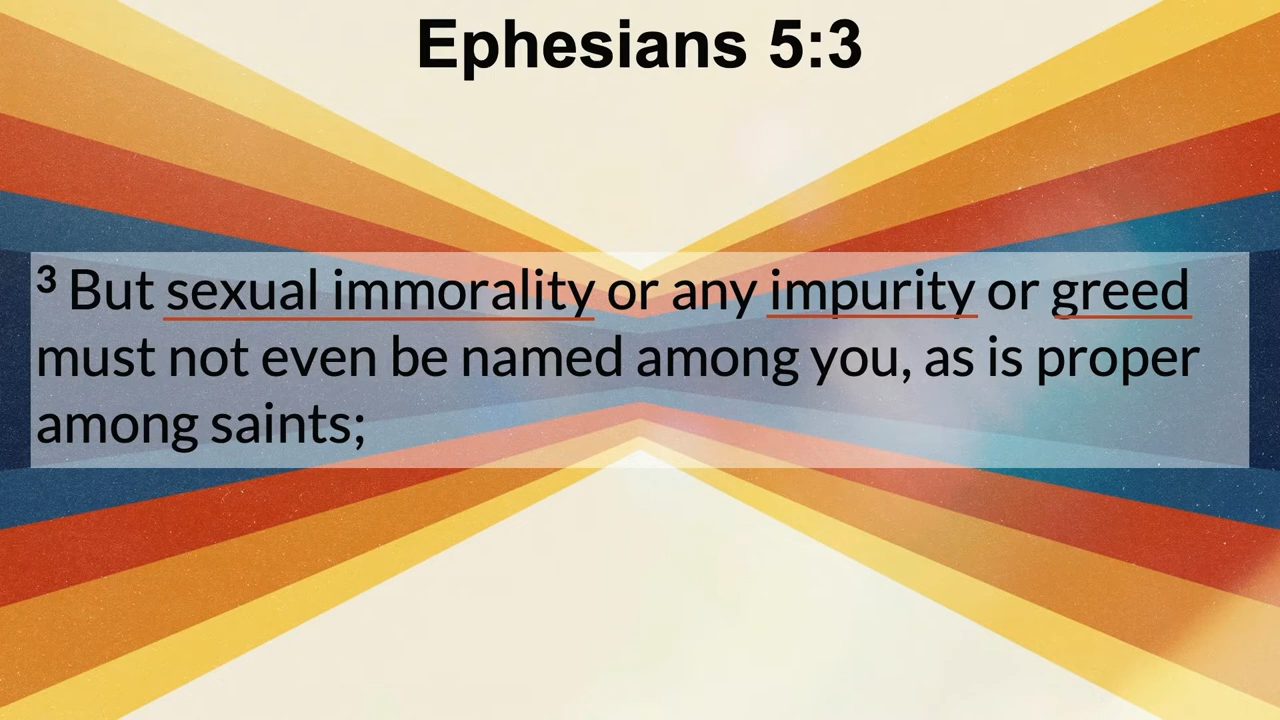 Ephesians 5:3
3 But sexual immorality or any impurity or greed
must not even be named among you, as is proper
among saints;